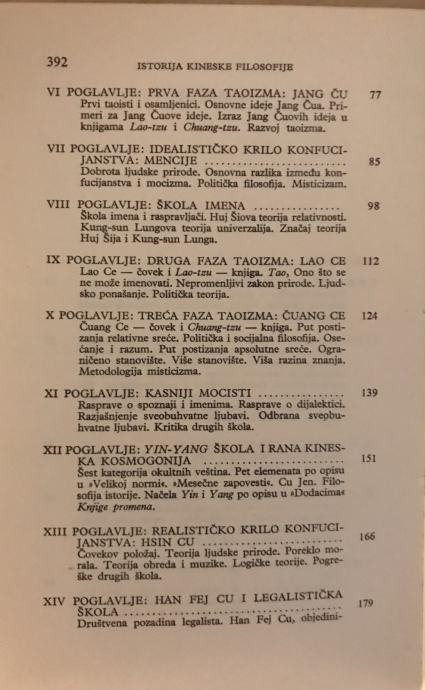 392
ISTORIJA KINESKE FILOSOFIJE
VI POGLAVLJE: PRVA FAZA TAOIZMA: JANG ČU 77
Prvi taoisti i osamljenici. Osnovne ideje Jang Čua. Pri-
meri za Jang Čuove ideje. Izraz Jang Čuovih ideja u
knjigama Lao-tzu i Chuang-tzu. Razvoj taoizma.
VII POGLAVLJE: IDEALISTIČKO KRILO KONFUCI-
JANSTVA: MENCIJE ........................ 85
Dobrota ljudske prirode. Osnovna razlika između kon-
fucijanstva i mocizma. Politička filosofija. Misticizam.
VIII POGLAVLJE: ŠKOLA IMENA ............... 98
Škola imena i raspravljači. Huj Šiova teorija relativnosti.
Kung-sun Lungova teorija univerzalija. Značaj teorija
Huj Šija i Kung-sun Lunga.
IX POGLAVLJE: DRUGA FAZA TAOIZMA: LAO CE 112
Lao Ce — čovek i Lao-tzu — knjiga. Tao, Ono što se
ne može imenovati. Nepromenljivi zakon prirode. Ljud-
sko ponašanje. Politička teorija.
X POGLAVLJE: TREĆA FAZA TAOIZMA: ČUANG CE 124
Čuang Ce — čovek i Chuang-tzu — knjiga. Put posti-
zanja relativne sreće. Politička i socijalna filosofija. Ose-
ćanje i razum. Put postizanja apsolutne sreće. Ogra-
ničeno stanovište. Više stanovište. Viša razina znanja.
Metodologija misticizma.
XI POGLAVLJE: KASNIJI MOCISTI ............... 139
Rasprave o spoznaji i imenima. Rasprave o dijalektici.
Razjašnjenje sveobuhvatne ljubavi. Odbrana sveobu-
hvatne ljubavi. Kritika drugih škola.
XII POGLAVLJE: YIN-YANG ŠKOLA I RANA KINES-
KA KOSMOGONIJA ........................ 151
Šest kategorija okultnih veština. Pet elemenata po opisu
u »Velikoj normi«. »Mesečne zapovesti«. Cu Jen. Filo-
sofija istorije. Načela Yin i Yang po opisu u »Dodacima«
Knjige promena.
XIII POGLAVLJE: REALISTIČKO KRILO KONFUCI-
JANSTVA: HSIN CU ........................ 166
Čovekov položaj. Teorija ljudske prirode. Poreklo mo-
rala. Teorija obreda i muzike. Logičke teorije. Pogre-
ške drugih škola.
XIV POGLAVLJE: HAN FEJ CU I LEGALISTIČKA
ŠKOLA .................................... 179
Društvena pozadina legalista. Han Fej Cu, objedini-